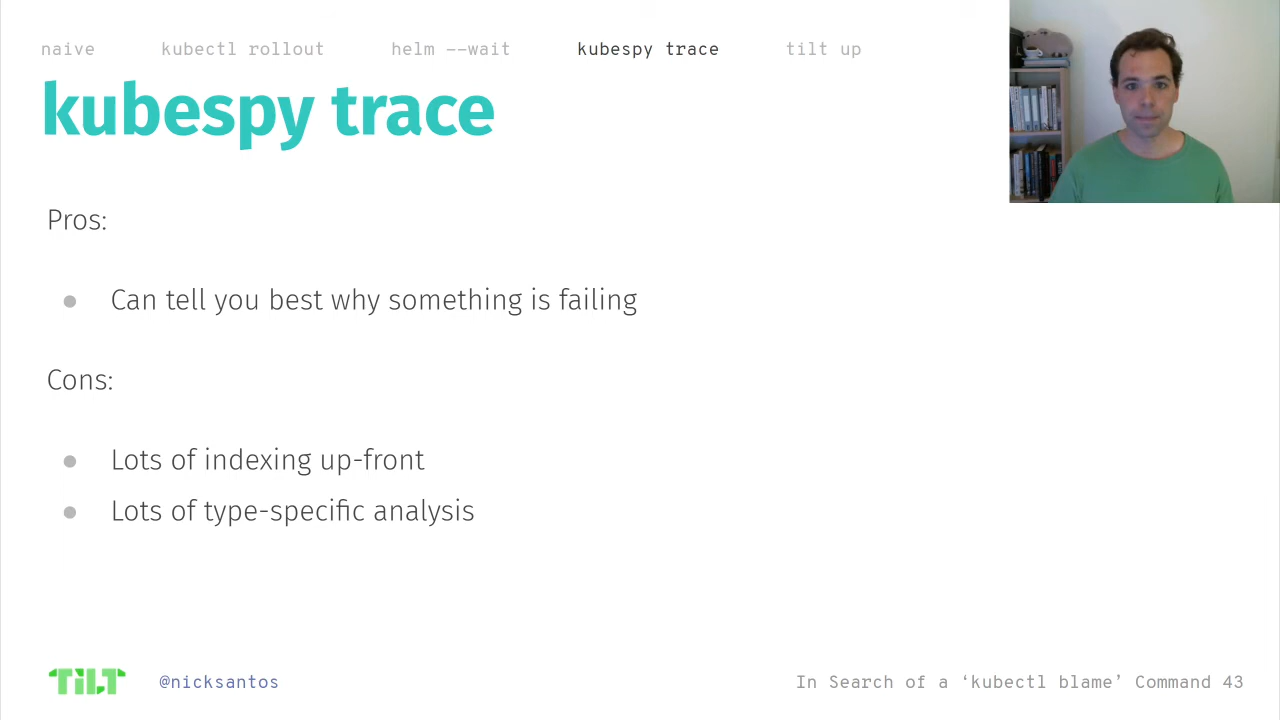 naive kubectl rollout helm --wait kubespy trace tilt up
kubespy trace
Pros:
● Can tell you best why something is failing
Cons:
● Lots of indexing up-front
● Lots of type-specific analysis
TILT @nicksantos In Search of a ‘kubectl blame’ Command 43